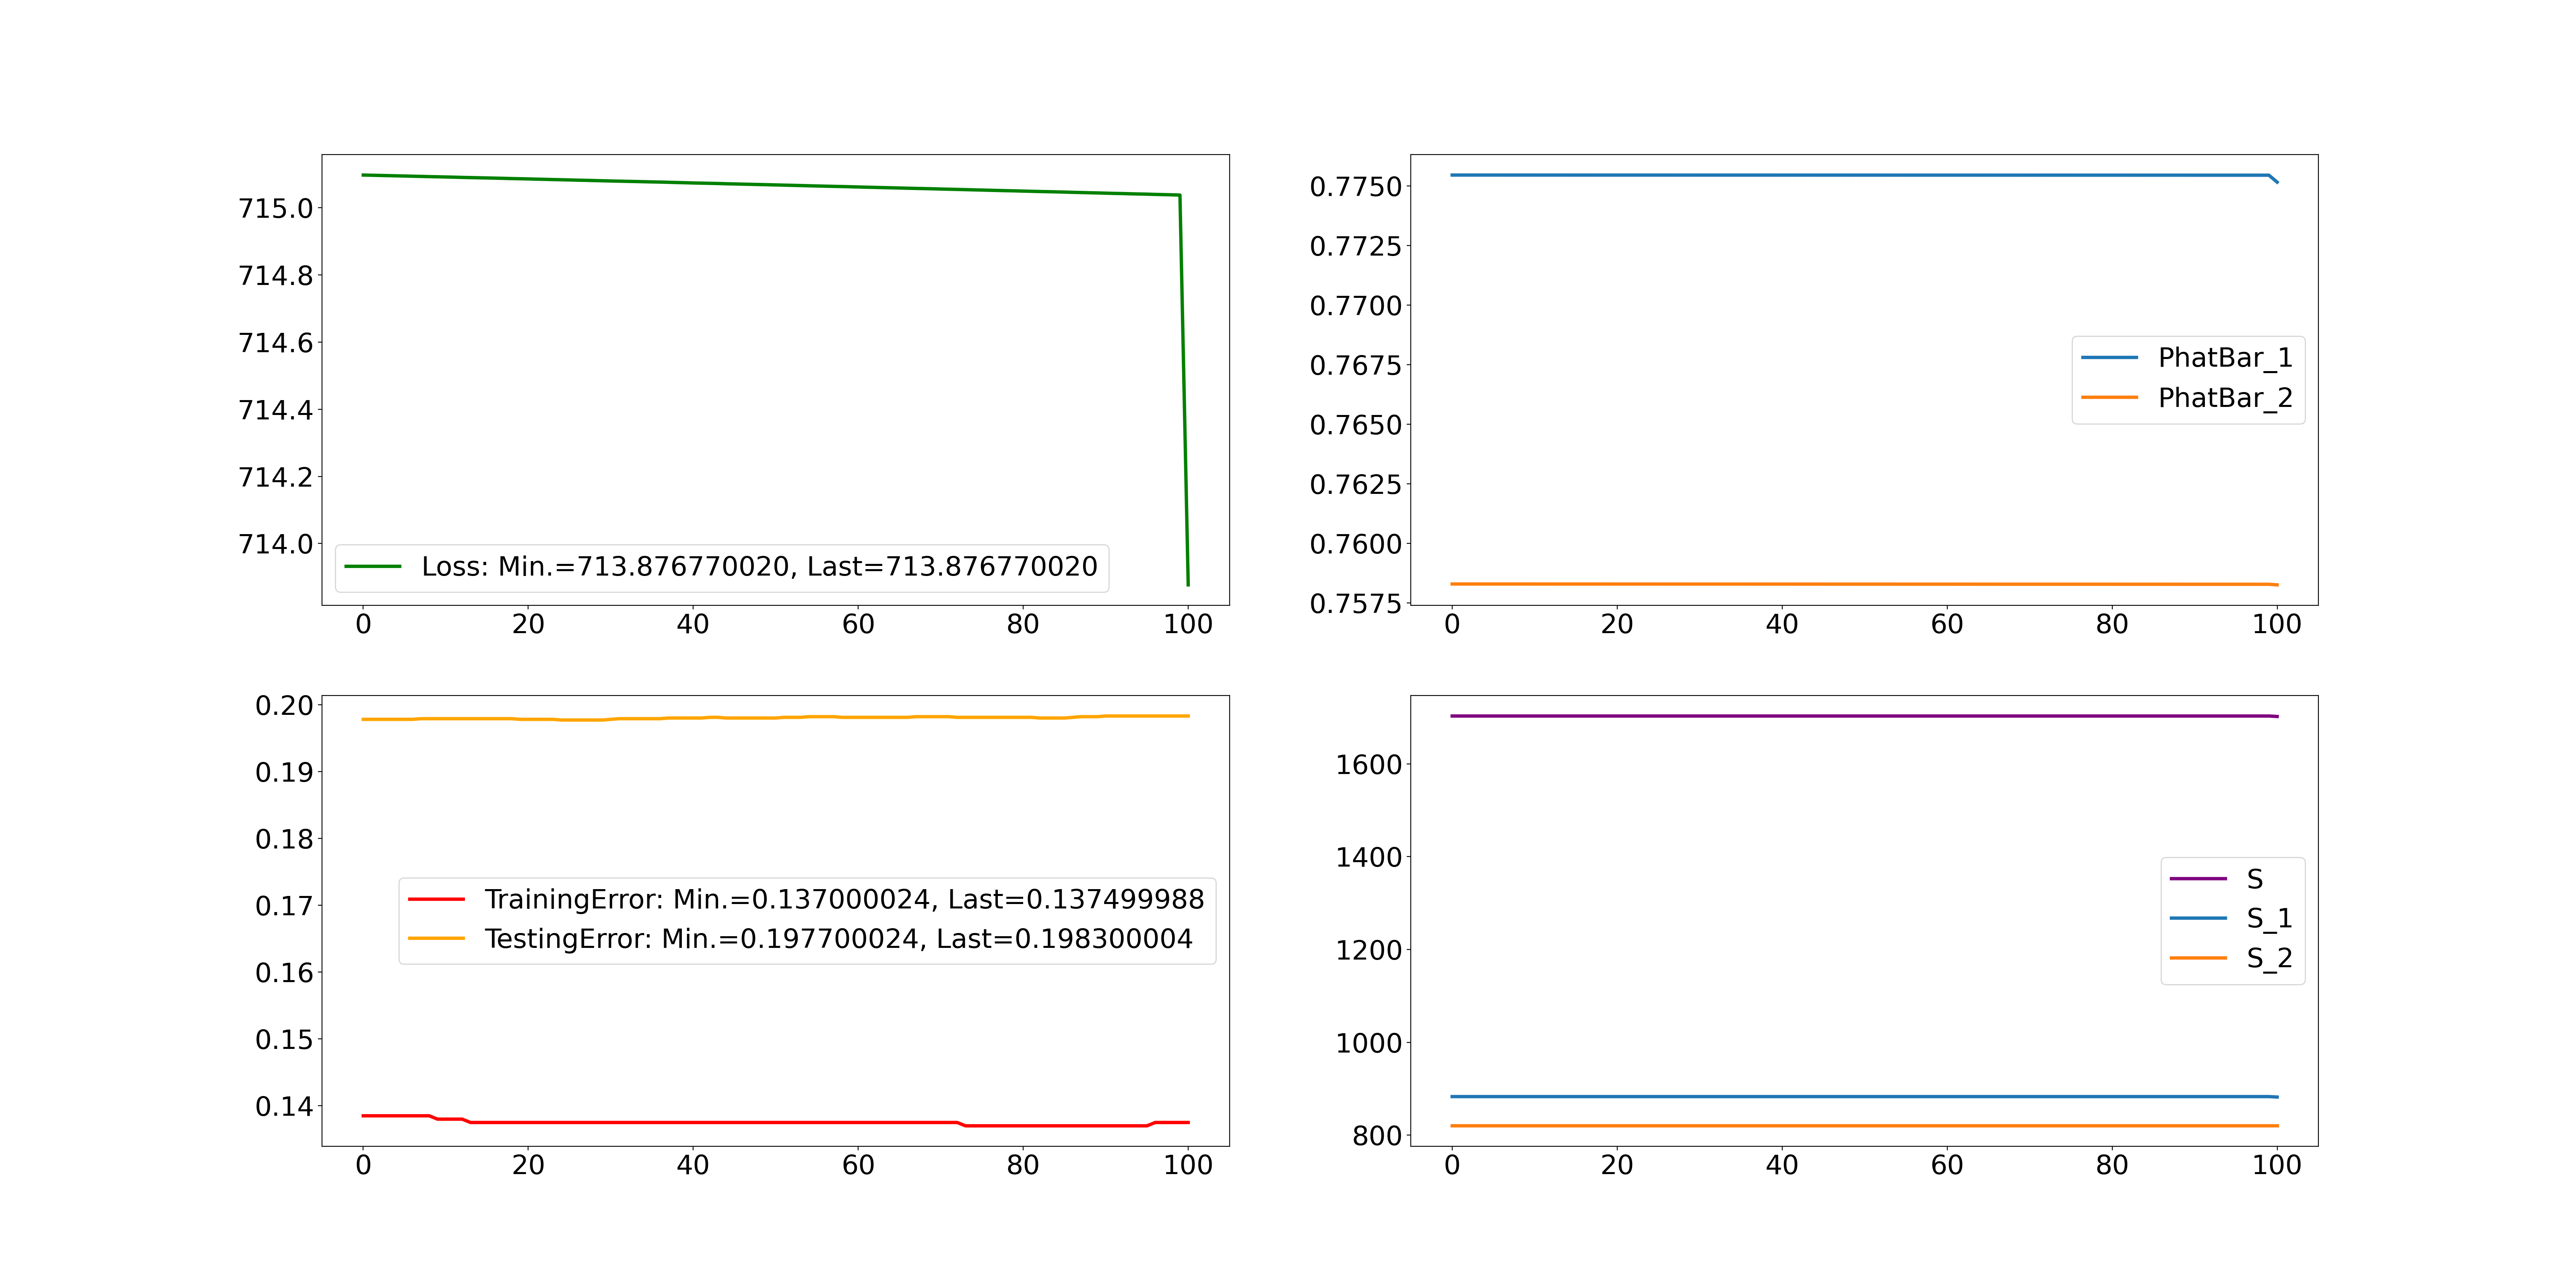 715.0
714.8
714.6
714.4
714.2
714.0
Loss: Min.=713.876770020, Last=713.876770020
0 20 40 60 80 100
0.7750
0.7725
0.7700
0.7675
0.7650
0.7625
0.7600
0.7575
PhatBar_1
PhatBar_2
0 20 40 60 80 100
0.20
0.19
0.18
0.17
0.16
0.15
0.14
TrainingError: Min.=0.137000024, Last=0.137499988
TestingError: Min.=0.197700024, Last=0.198300004
0 20 40 60 80 100
1600
1400
1200
1000
800
S
S_1
S_2
0 20 40 60 80 100